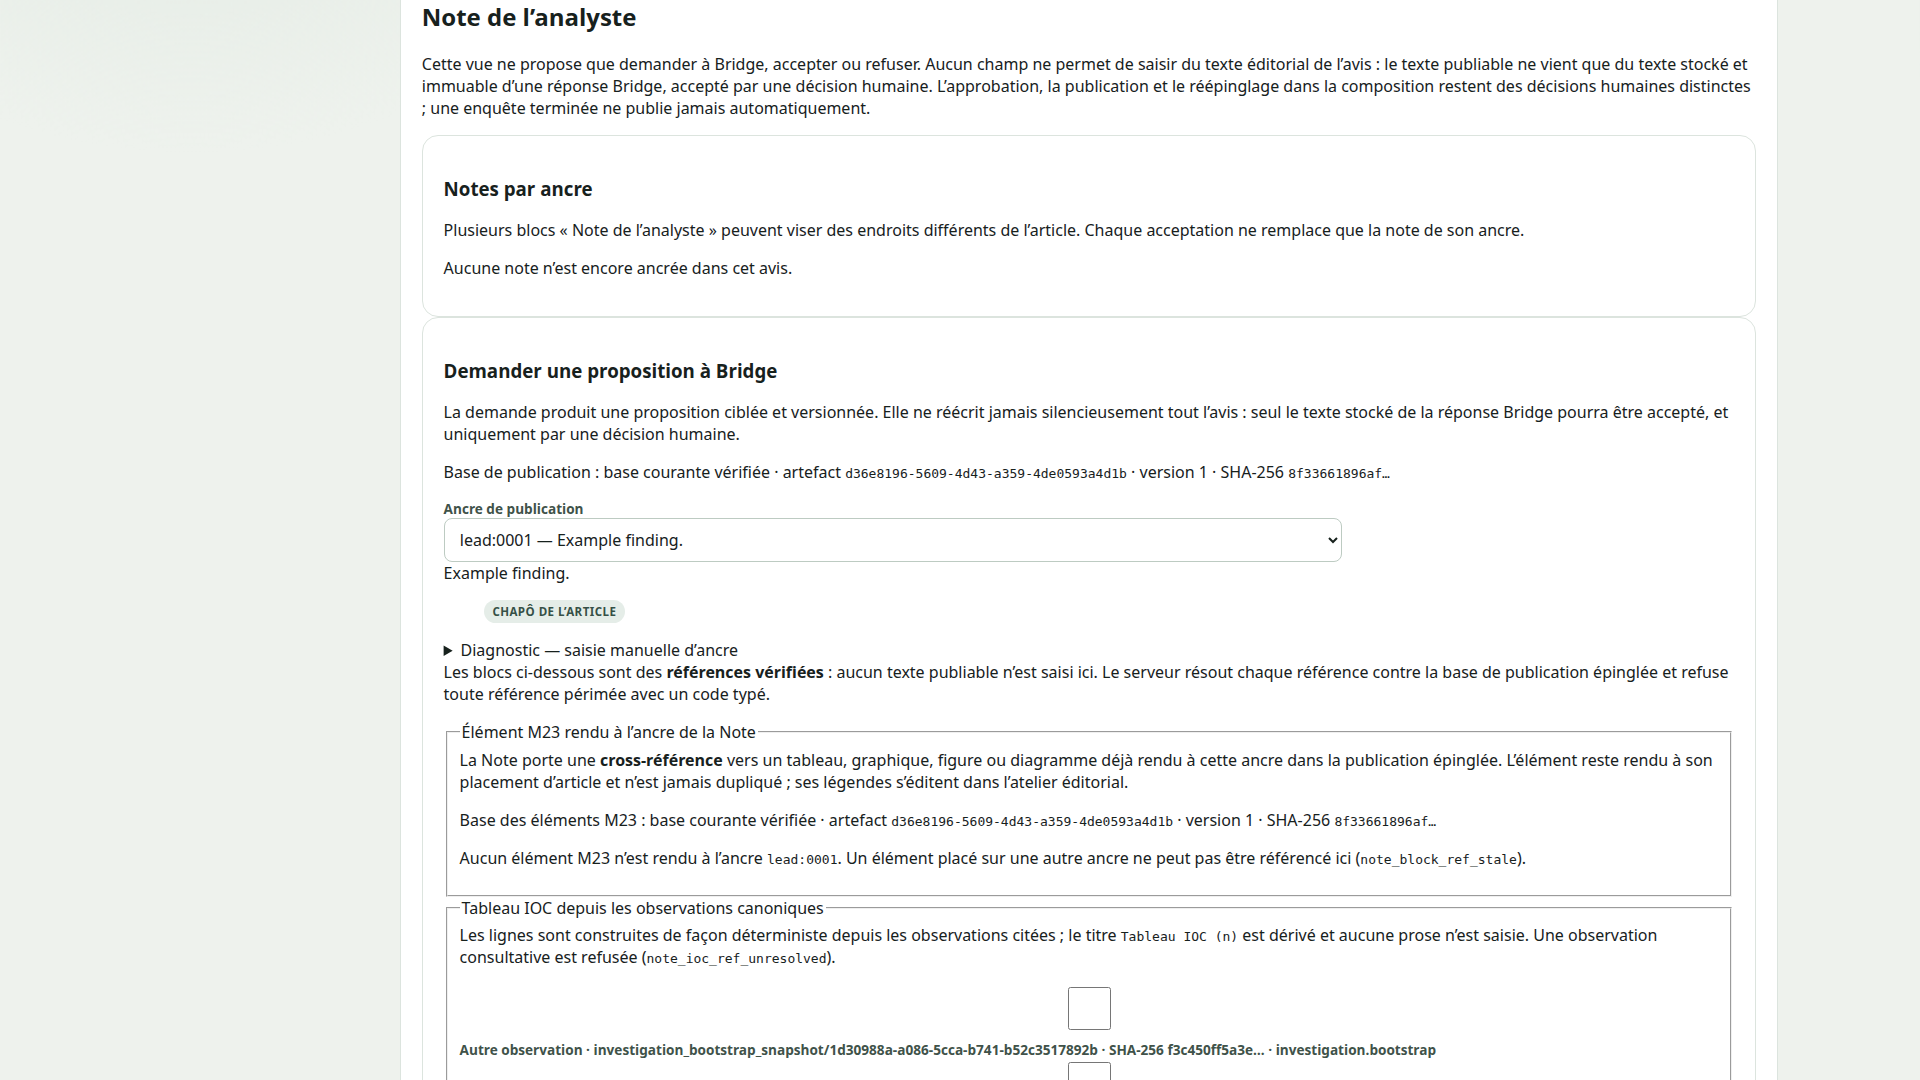 Note de l’analyste
Cette vue ne propose que demander à Bridge, accepter ou refuser. Aucun champ ne permet de saisir du texte éditorial de l’avis : le texte publiable ne vient que du texte stocké et
immuable d’une réponse Bridge, accepté par une décision humaine. L’approbation, la publication et le réépinglage dans la composition restent des décisions humaines distinctes
; une enquête terminée ne publie jamais automatiquement.
Notes par ancre
Plusieurs blocs « Note de l’analyste » peuvent viser des endroits différents de l’article. Chaque acceptation ne remplace que la note de son ancre.
Aucune note n’est encore ancrée dans cet avis.
Demander une proposition à Bridge
La demande produit une proposition ciblée et versionnée. Elle ne réécrit jamais silencieusement tout l’avis : seul le texte stocké de la réponse Bridge pourra être accepté, et
uniquement par une décision humaine.
Base de publication : base courante vérifiée · artefact d36e8196-5609-4d43-a359-4de0593a4d1b · version 1 · SHA-256 8f33661896af…
Ancre de publication
lead:0001 — Example finding.
Example finding.
CHAPÔ DE L’ARTICLE
Diagnostic — saisie manuelle d’ancre
Les blocs ci-dessous sont des références vérifiées : aucun texte publiable n’est saisi ici. Le serveur résout chaque référence contre la base de publication épinglée et refuse
toute référence périmée avec un code typé.
Élément M23 rendu à l’ancre de la Note
La Note porte une cross-référence vers un tableau, graphique, figure ou diagramme déjà rendu à cette ancre dans la publication épinglée. L’élément reste rendu à son
placement d’article et n’est jamais dupliqué ; ses légendes s’éditent dans l’atelier éditorial.
Base des éléments M23 : base courante vérifiée · artefact d36e8196-5609-4d43-a359-4de0593a4d1b · version 1 · SHA-256 8f33661896af…
Aucun élément M23 n’est rendu à l’ancre lead:0001. Un élément placé sur une autre ancre ne peut pas être référencé ici (note_block_ref_stale).
Tableau IOC depuis les observations canoniques
Les lignes sont construites de façon déterministe depuis les observations citées ; le titre Tableau IOC (n) est dérivé et aucune prose n’est saisie. Une observation
consultative est refusée (note_ioc_ref_unresolved).
Autre observation · investigation_bootstrap_snapshot/1d30988a-a086-5cca-b741-b52c3517892b · SHA-256 f3c450ff5a3e… · investigation.bootstrap